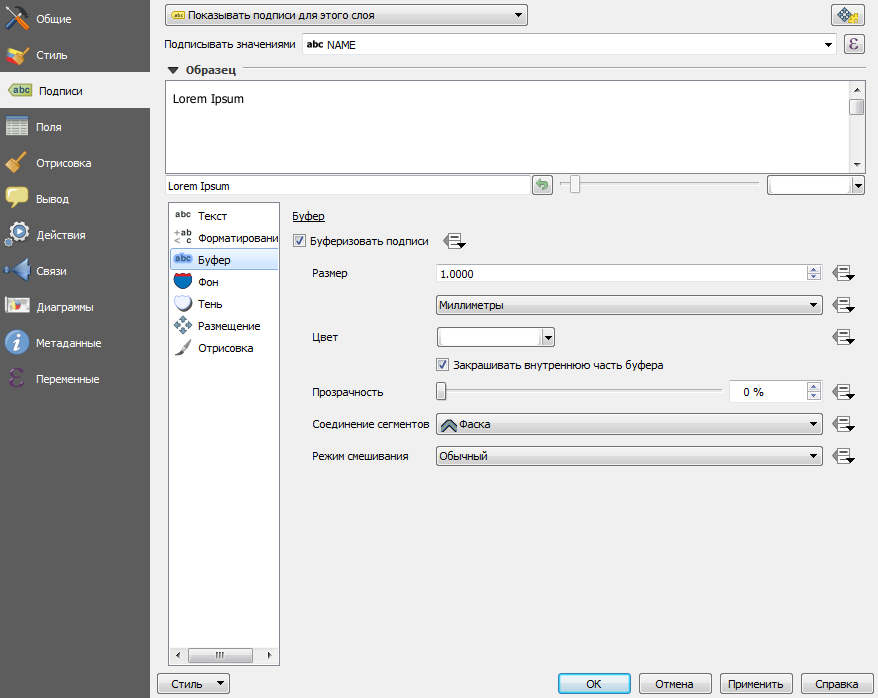 Общие
Стиль
abc Подписи
Поля
Отрисовка
Вывод
Действия
Связи
Диаграммы
Метаданные
Переменные
abc Показывать подписи для этого слоя
Подписывать значениями abc NAME ε
Образец
Lorem Ipsum
Lorem Ipsum
abc Текст
+ab < c Форматировани
abc Буфер
Фон
Тень
Размещение
Отрисовка
Буфер
Буферизовать подписи
Размер 1.0000
Миллиметры
Цвет
Закрашивать внутреннюю часть буфера
Прозрачность 0 %
Соединение сегментов Фаска
Режим смешивания Обычный
Стиль OK Отмена Применить Справка